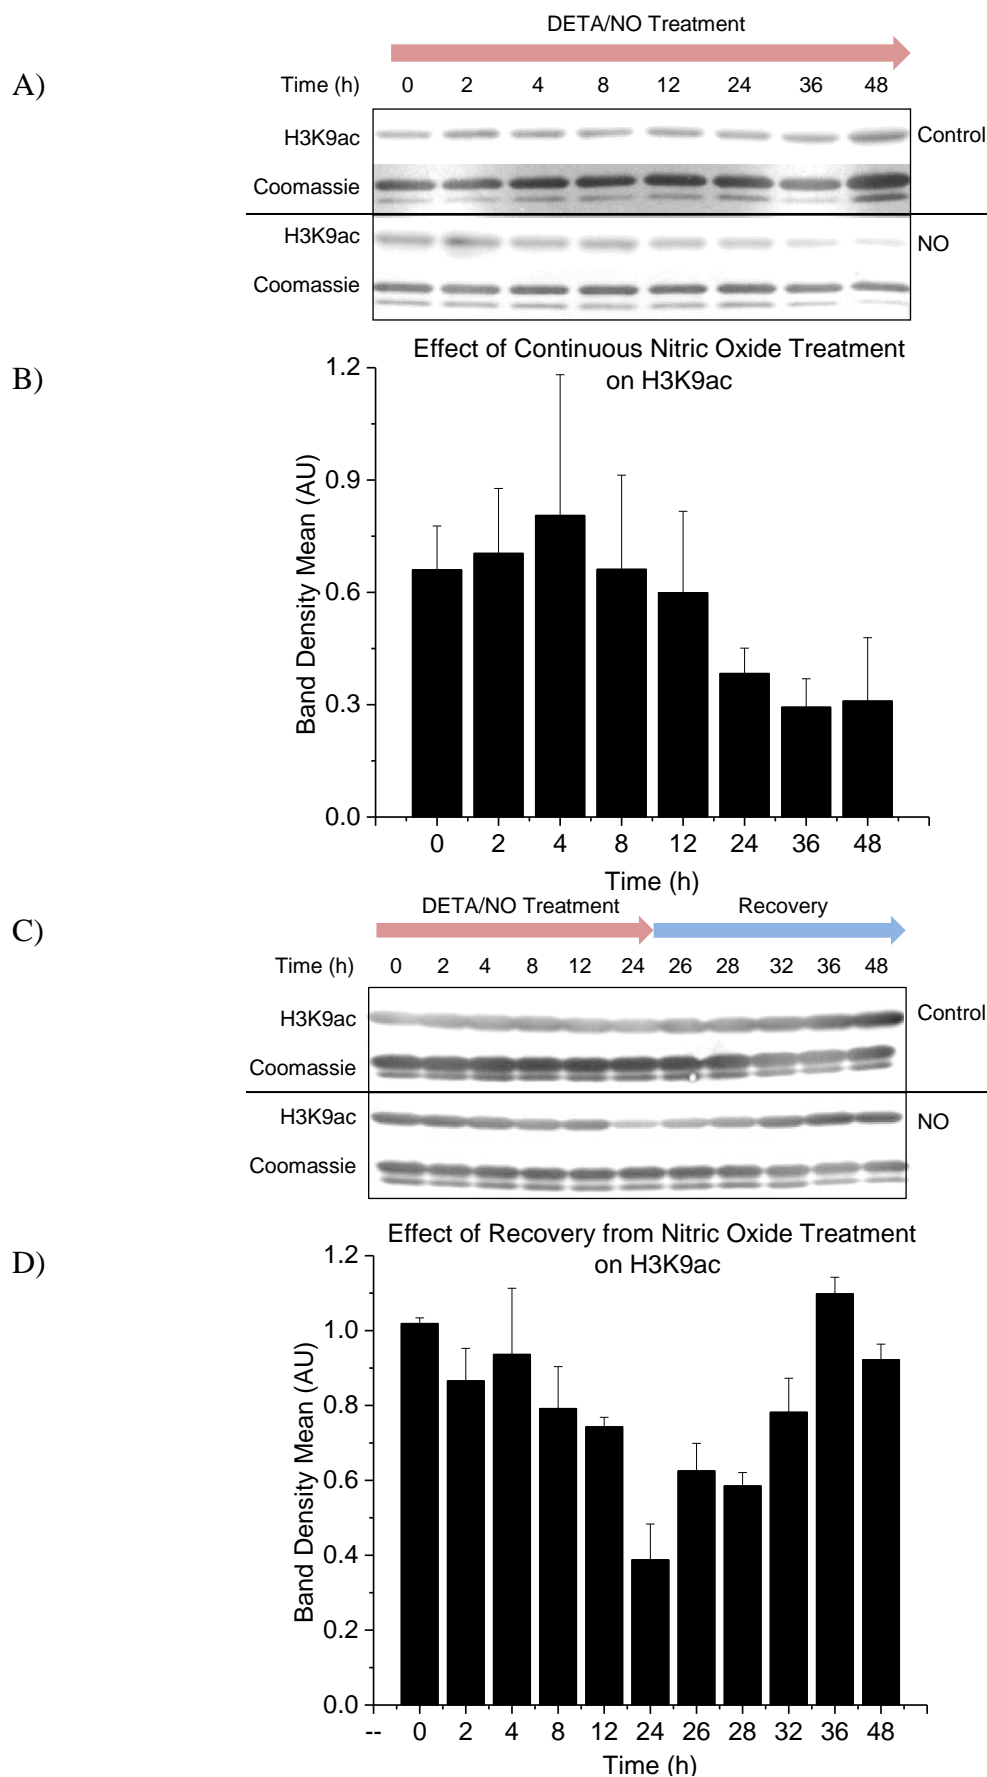 DETA/NO Treatment
A)
Time (h) 0 2 4 8 12 24 36 48
H3K9ac Control
Coomassie
H3K9ac NO
Coomassie
B)
Effect of Continuous Nitric Oxide Treatment
on H3K9ac
1.2
0.9
0.6
0.3
0.0
Band Density Mean (AU)
0 2 4 8 12 24 36 48
Time (h)
C)
DETA/NO Treatment Recovery
Time (h) 0 2 4 8 12 24 26 28 32 36 48
H3K9ac Control
Coomassie
H3K9ac NO
Coomassie
D)
Effect of Recovery from Nitric Oxide Treatment
on H3K9ac
1.2
1.0
0.8
0.6
0.4
0.2
0.0
Band Density Mean (AU)
-- 0 2 4 8 12 24 26 28 32 36 48
Time (h)